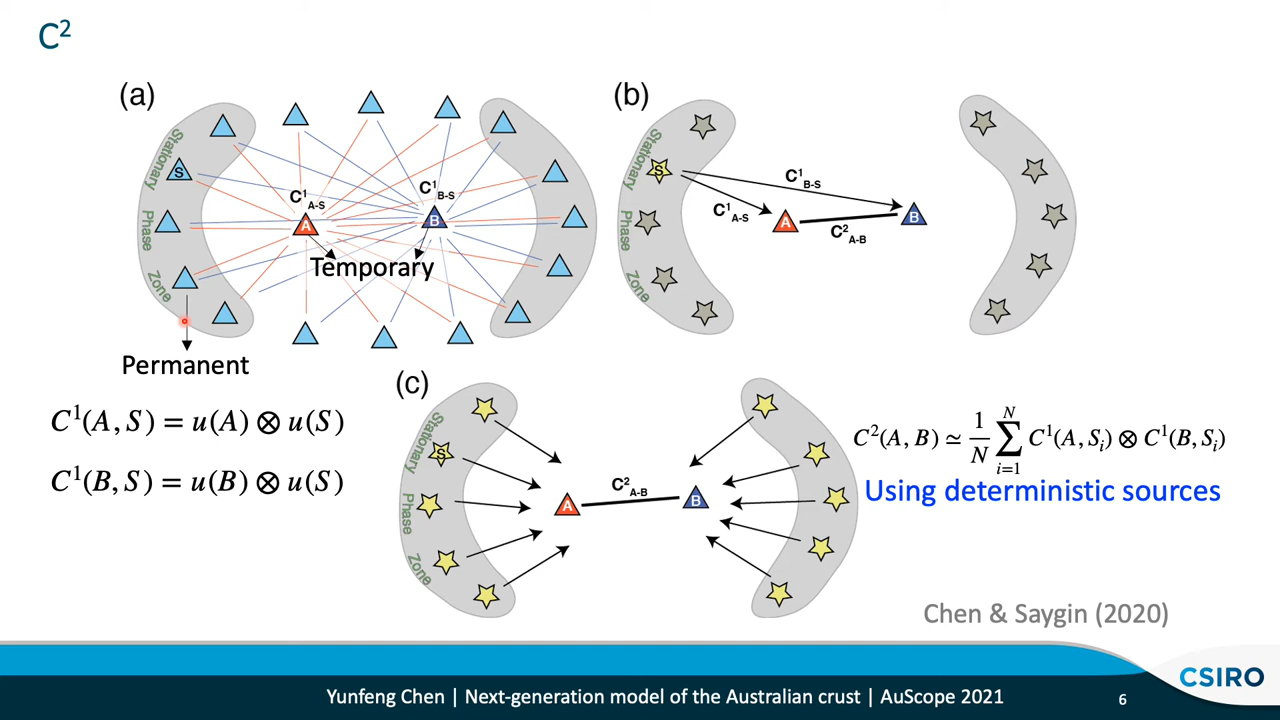 C²
(a)
Stationary
Phase
Zone
S
C¹A-S
A
C¹B-S
B
Temporary
Permanent
(b)
Stationary
Phase
Zone
S
C¹B-S
C¹A-S
A
B
C²A-B
(c)
Stationary
Phase
Zone
S
C²A-B
A
B
C¹(A, S) = u(A) ⊗ u(S)
C¹(B, S) = u(B) ⊗ u(S)
C²(A, B) ≃ 1/N ∑ᵢ₌₁ᴺ C¹(A, Sᵢ) ⊗ C¹(B, Sᵢ)
Using deterministic sources
Chen & Saygin (2020)
Yunfeng Chen | Next-generation model of the Australian crust | AuScope 2021
6
CSIRO